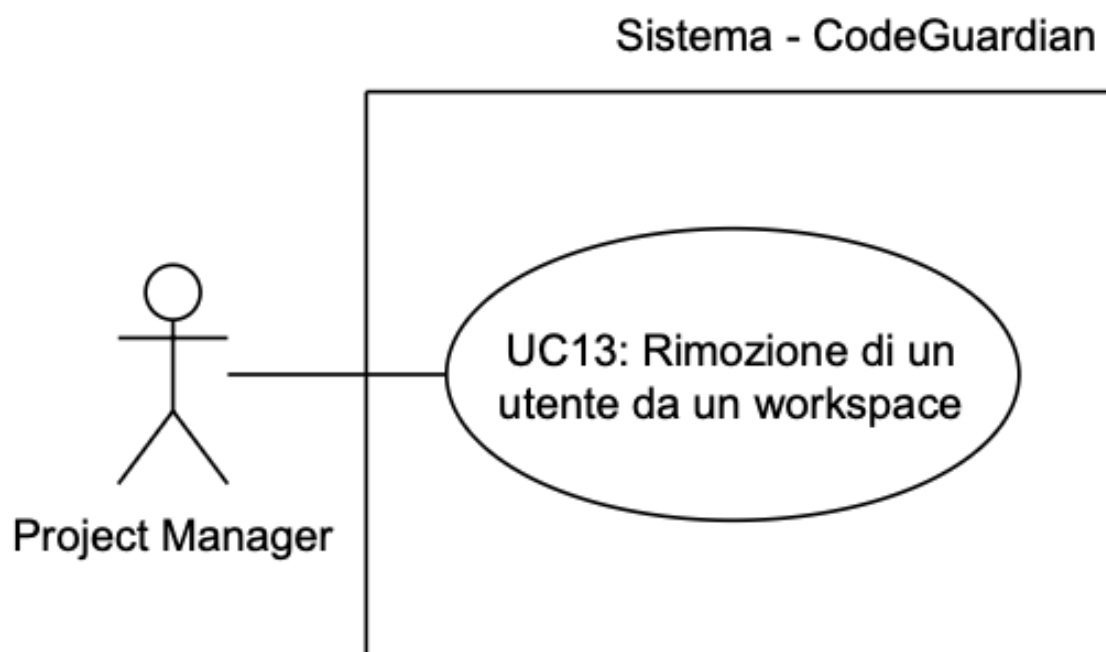 Sistema - CodeGuardian
UC13: Rimozione di un
utente da un workspace
Project Manager